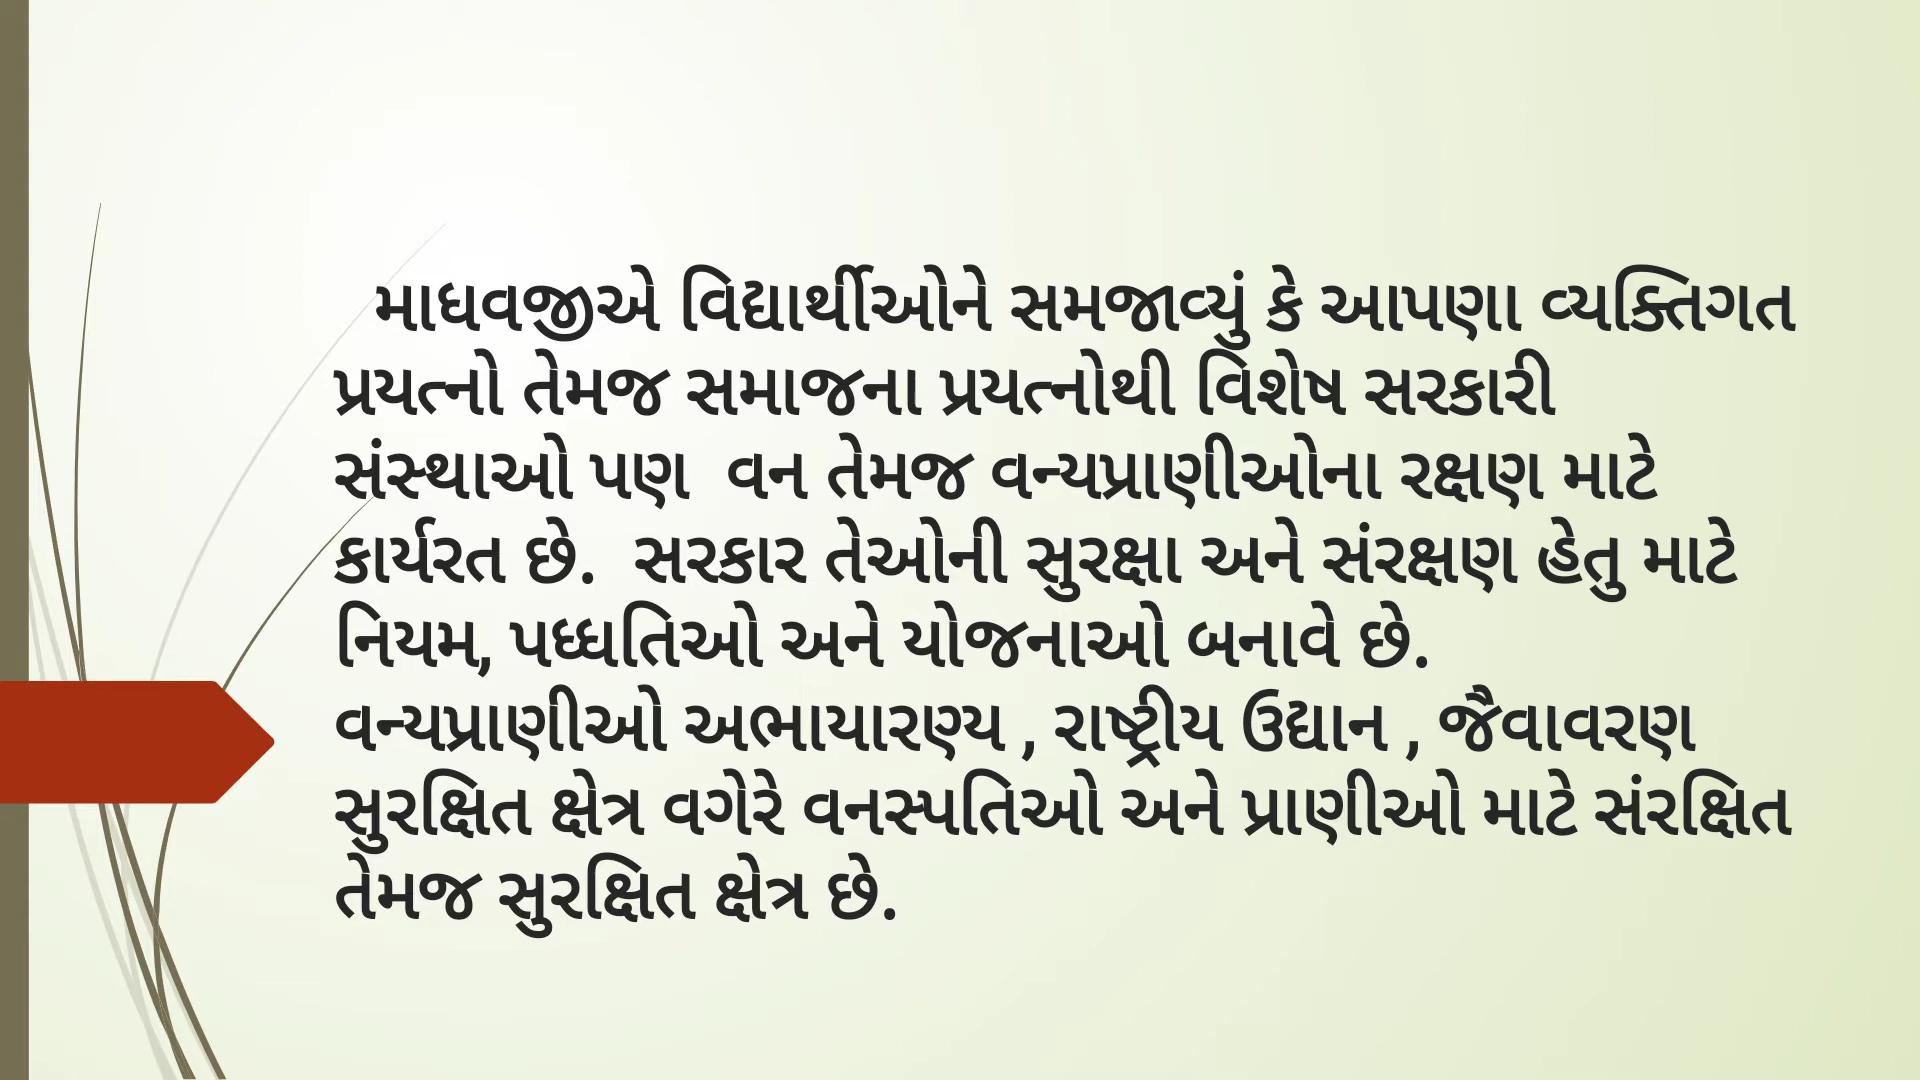 માધવજીએ વિદ્યાર્થીઓને સમજાવ્યું કે આપણા વ્યક્તિગત
પ્રયત્નો તેમજ સમાજના પ્રયત્નોથી વિશેષ સરકારી
સંસ્થાઓ પણ વન તેમજ વન્યપ્રાણીઓના રક્ષણ માટે
કાર્યરત છે. સરકાર તેઓની સુરક્ષા અને સંરક્ષણ હેતુ માટે
નિયમ, પધ્ધતિઓ અને યોજનાઓ બનાવે છે.
વન્યપ્રાણીઓ અભાયારણ્ય , રાષ્ટ્રીય ઉદ્યાન , જૈવાવરણ
સુરક્ષિત ક્ષેત્ર વગેરે વનસ્પતિઓ અને પ્રાણીઓ માટે સંરક્ષિત
તેમજ સુરક્ષિત ક્ષેત્ર છે.